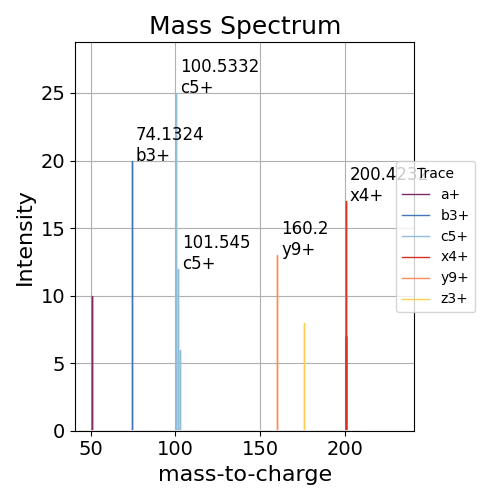 Mass Spectrum
100.5332
c5+
74.1324
b3+
200.4232
x4+
160.2
y9+
101.545
c5+
Trace
a+
b3+
c5+
x4+
y9+
z3+
Intensity
25
20
15
10
5
0
50
100
150
200
mass-to-charge